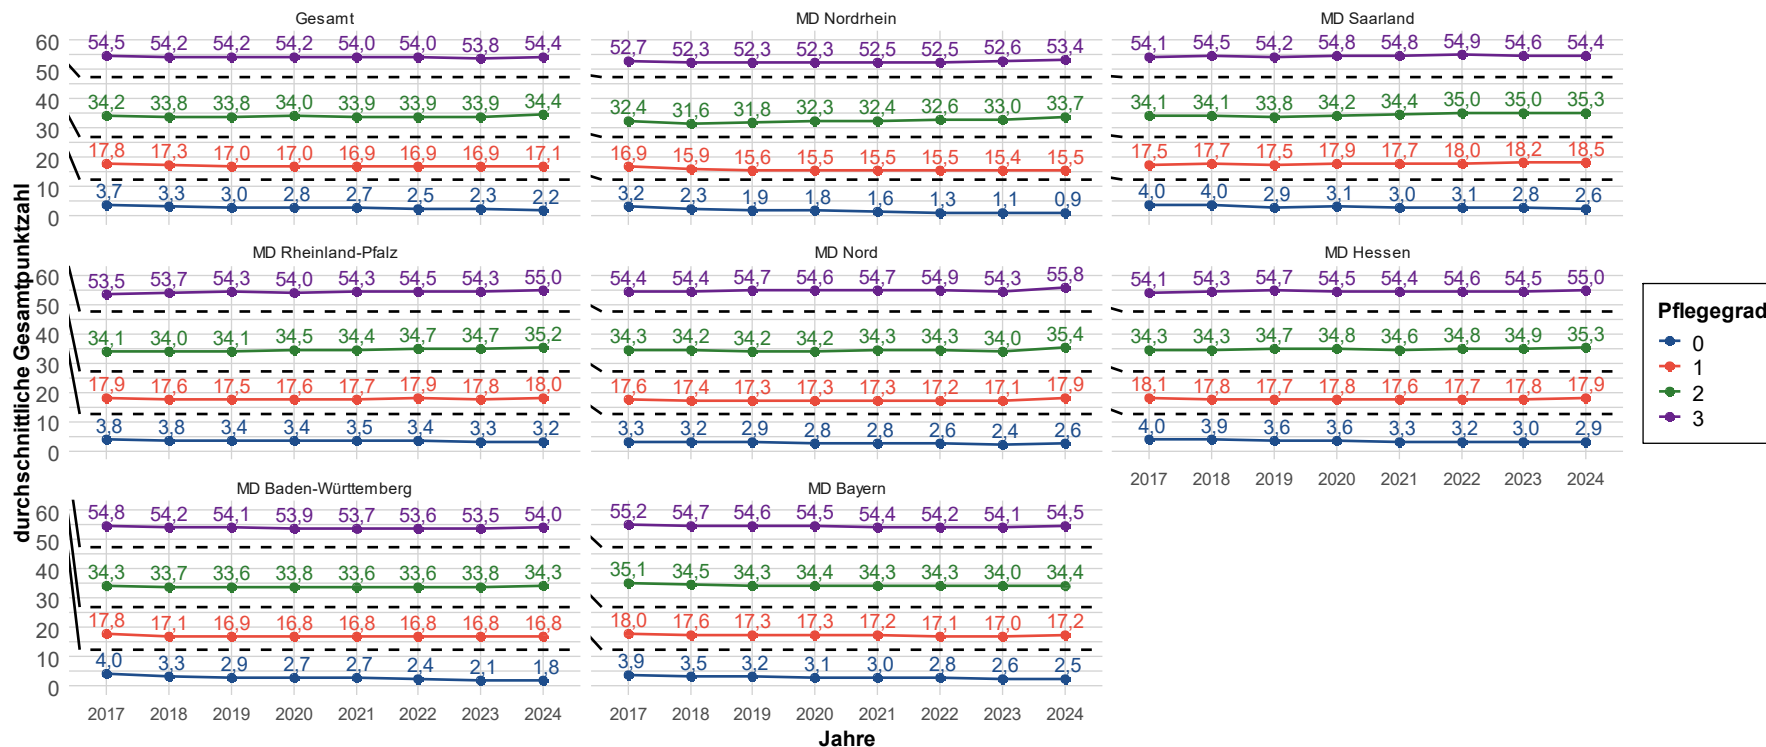 Gesamt
60
50
40
30
20
10
0
54,5 54,2 54,2 54,2 54,0 54,0 53,8 54,4
34,2 33,8 33,8 34,0 33,9 33,9 33,9 34,4
17,8 17,3 17,0 17,0 16,9 16,9 16,9 17,1
3,7 3,3 3,0 2,8 2,7 2,5 2,3 2,2
MD Nordrhein
52,7 52,3 52,3 52,3 52,5 52,5 52,6 53,4
32,4 31,6 31,8 32,3 32,4 32,6 33,0 33,7
16,9 15,9 15,6 15,5 15,5 15,5 15,4 15,5
3,2 2,3 1,9 1,8 1,6 1,3 1,1 0,9
MD Saarland
54,1 54,5 54,2 54,8 54,8 54,9 54,6 54,4
34,1 34,1 33,8 34,2 34,4 35,0 35,0 35,3
17,5 17,7 17,5 17,9 17,7 18,0 18,2 18,5
4,0 4,0 2,9 3,1 3,0 3,1 2,8 2,6
MD Rheinland-Pfalz
60
50
40
30
20
10
0
53,5 53,7 54,3 54,0 54,3 54,5 54,3 55,0
34,1 34,0 34,1 34,5 34,4 34,7 34,7 35,2
17,9 17,6 17,5 17,6 17,7 17,9 17,8 18,0
3,8 3,8 3,4 3,4 3,5 3,4 3,3 3,2
MD Nord
54,4 54,4 54,7 54,6 54,7 54,9 54,3 55,8
34,3 34,2 34,2 34,2 34,3 34,3 34,0 35,4
17,6 17,4 17,3 17,3 17,3 17,2 17,1 17,9
3,3 3,2 2,9 2,8 2,8 2,6 2,4 2,6
MD Hessen
54,1 54,3 54,7 54,5 54,4 54,6 54,5 55,0
34,3 34,3 34,7 34,8 34,6 34,8 34,9 35,3
18,1 17,8 17,7 17,8 17,6 17,7 17,8 17,9
4,0 3,9 3,6 3,6 3,3 3,2 3,0 2,9
2017 2018 2019 2020 2021 2022 2023 2024
MD Baden-Württemberg
60
50
40
30
20
10
0
54,8 54,2 54,1 53,9 53,7 53,6 53,5 54,0
34,3 33,7 33,6 33,8 33,6 33,6 33,8 34,3
17,8 17,1 16,9 16,8 16,8 16,8 16,8 16,8
4,0 3,3 2,9 2,7 2,7 2,4 2,1 1,8
2017 2018 2019 2020 2021 2022 2023 2024
MD Bayern
55,2 54,7 54,6 54,5 54,4 54,2 54,1 54,5
35,1 34,5 34,3 34,4 34,3 34,3 34,0 34,4
18,0 17,6 17,3 17,3 17,2 17,1 17,0 17,2
3,9 3,5 3,2 3,1 3,0 2,8 2,6 2,5
2017 2018 2019 2020 2021 2022 2023 2024
Jahre
durchschnittliche Gesamtpunktzahl
Pflegegrad
0
1
2
3